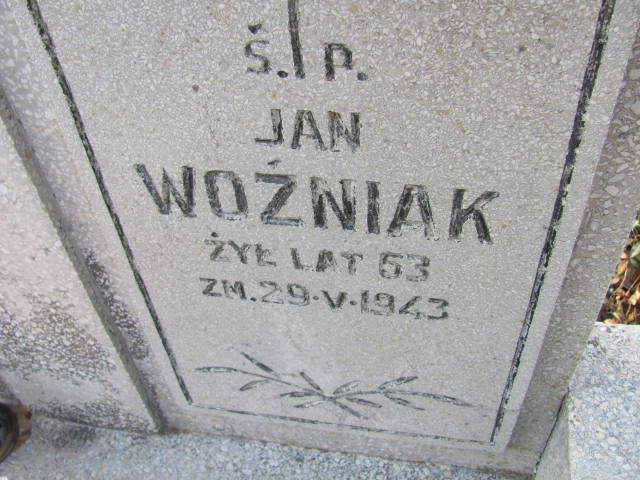 Ś. P.
JAN
WOŹNIAK
ŻYŁ LAT 63
ZM. 29·V·1943